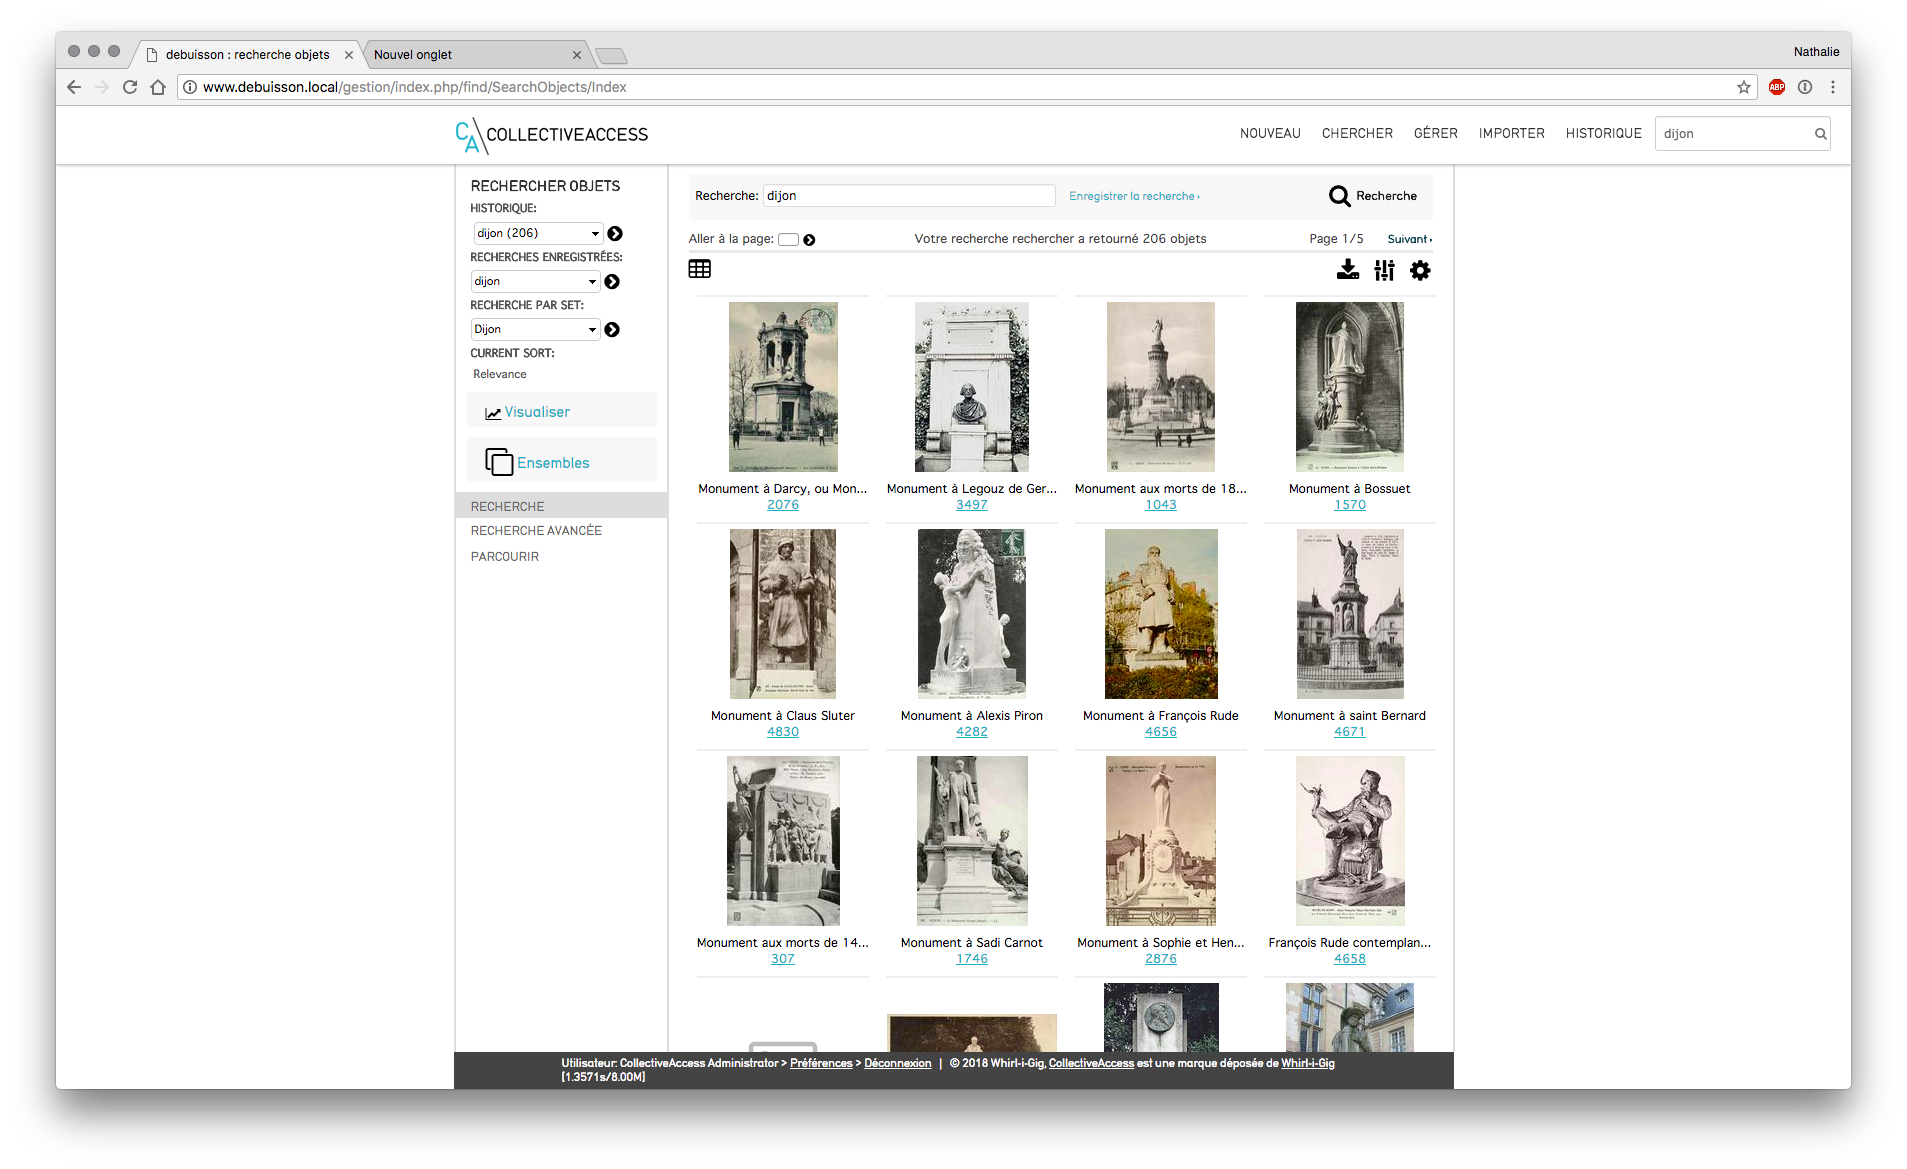 debuisson : recherche objets
Nouvel onglet
Nathalie
www.debuisson.local/gestion/index.php/find/SearchObjects/Index
ABP
CA COLLECTIVEACCESS
NOUVEAU CHERCHER GÉRER IMPORTER HISTORIQUE dijon
RECHERCHER OBJETS
HISTORIQUE:
dijon (206)
RECHERCHES ENREGISTRÉES:
dijon
RECHERCHE PAR SET:
Dijon
CURRENT SORT:
Relevance
Visualiser
Ensembles
RECHERCHE
RECHERCHE AVANCÉE
PARCOURIR
Recherche: dijon Enregistrer la recherche › Recherche
Aller à la page: Votre recherche rechercher a retourné 206 objets Page 1/5 Suivant ›
Monument à Darcy, ou Mon...
2076
Monument à Legouz de Ger...
3497
Monument aux morts de 18...
1043
Monument à Bossuet
1570
Monument à Claus Sluter
4830
Monument à Alexis Piron
4282
Monument à François Rude
4656
Monument à saint Bernard
4671
Monument aux morts de 14...
307
Monument à Sadi Carnot
1746
Monument à Sophie et Hen...
2876
François Rude contemplan...
4658
Utilisateur: CollectiveAccess Administrator > Préférences > Déconnexion | © 2018 Whirl-i-Gig, CollectiveAccess est une marque déposée de Whirl-i-Gig
[1.3571s/8.00M]